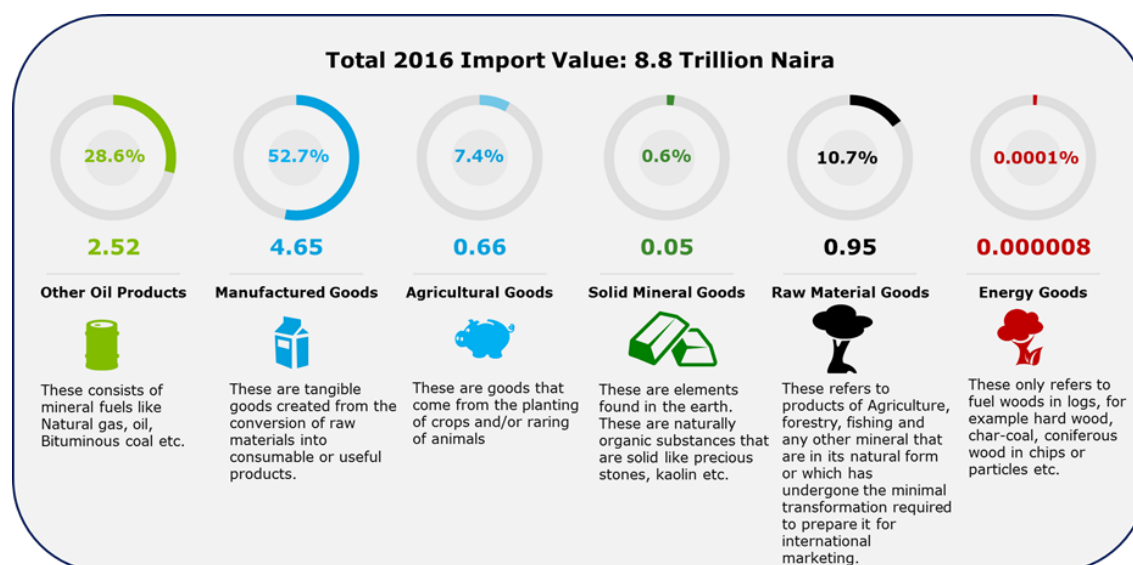 Total 2016 Import Value: 8.8 Trillion Naira
28.6%
52.7%
7.4%
0.6%
10.7%
0.0001%
2.52
4.65
0.66
0.05
0.95
0.000008
Other Oil Products
Manufactured Goods
Agricultural Goods
Solid Mineral Goods
Raw Material Goods
Energy Goods
These consists of
mineral fuels like
Natural gas, oil,
Bituminous coal etc.
These are tangible
goods created from the
conversion of raw
materials into
consumable or useful
products.
These are goods that
come from the planting
of crops and/or raring
of animals
These are elements
found in the earth.
These are naturally
organic substances that
are solid like precious
stones, kaolin etc.
These refers to
products of Agriculture,
forestry, fishing and
any other mineral that
are in its natural form
or which has
undergone the minimal
transformation required
to prepare it for
international
marketing.
These only refers to
fuel woods in logs, for
example hard wood,
char-coal, coniferous
wood in chips or
particles etc.